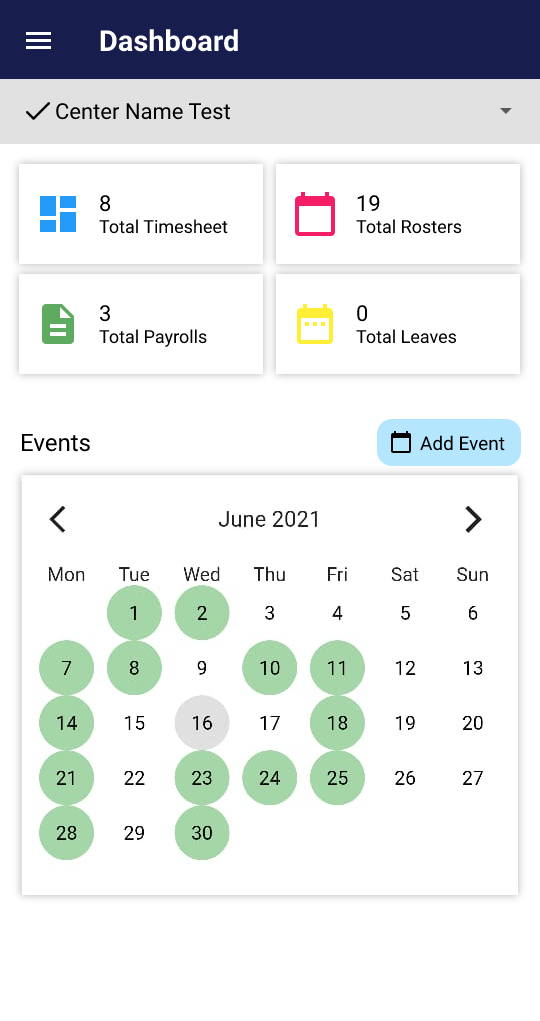 Dashboard
Center Name Test
8
Total Timesheet
19
Total Rosters
3
Total Payrolls
0
Total Leaves
Events
Add Event
June 2021
Mon Tue Wed Thu Fri Sat Sun
1 2 3 4 5 6
7 8 9 10 11 12 13
14 15 16 17 18 19 20
21 22 23 24 25 26 27
28 29 30